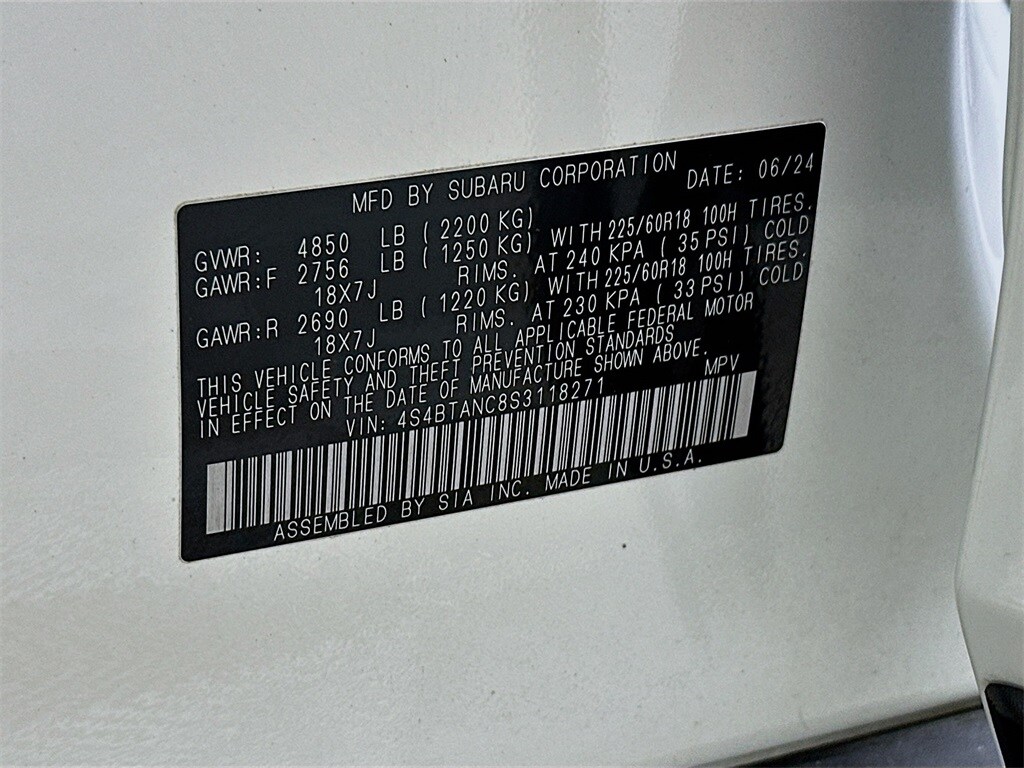 MFD BY SUBARU CORPORATION DATE: 06/24
GVWR: 4850 LB ( 2200 KG)
GAWR:F 2756 LB ( 1250 KG) WITH 225/60R18 100H TIRES.
18X7J RIMS. AT 240 KPA ( 35 PSI) COLD
GAWR:R 2690 LB ( 1220 KG) WITH 225/60R18 100H TIRES.
18X7J RIMS. AT 230 KPA ( 33 PSI) COLD
THIS VEHICLE CONFORMS TO ALL APPLICABLE FEDERAL MOTOR
VEHICLE SAFETY AND THEFT PREVENTION STANDARDS
IN EFFECT ON THE DATE OF MANUFACTURE SHOWN ABOVE.
VIN: 4S4BTANC8S3118271 MPV
ASSEMBLED BY SIA INC. MADE IN U.S.A.